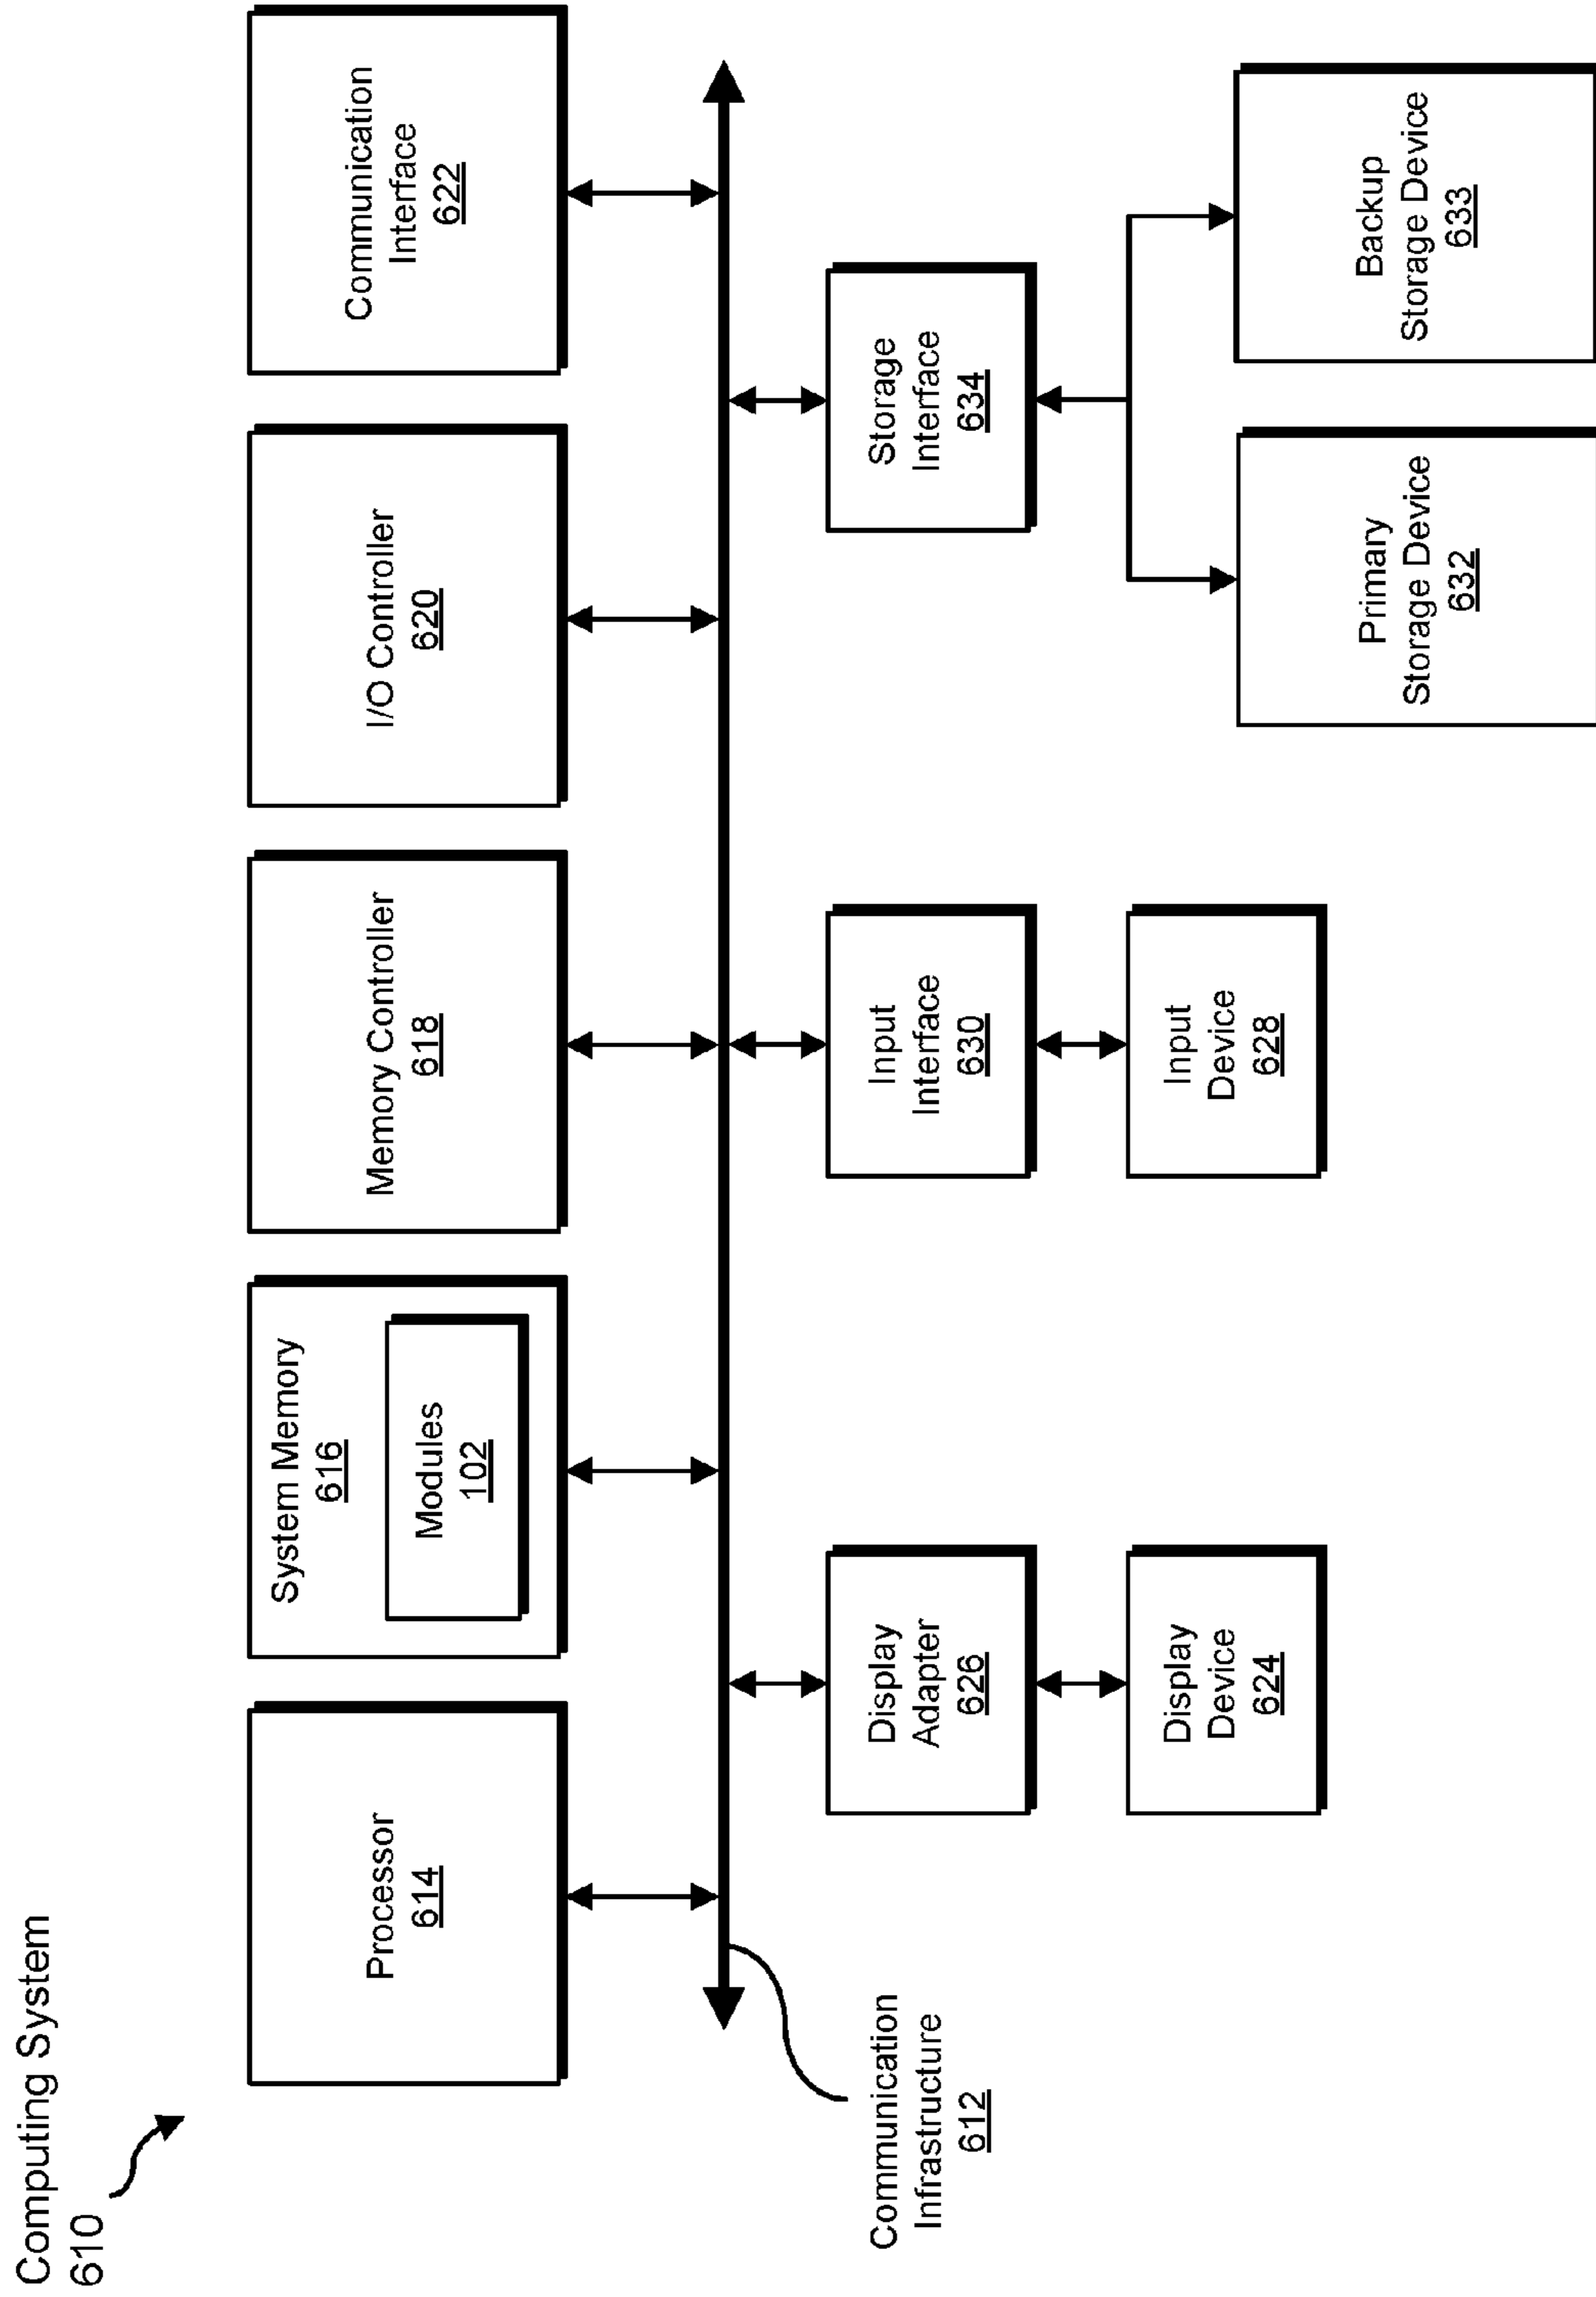 Computing System
610
Processor
614
System Memory
616
Modules
102
Memory Controller
618
I/O Controller
620
Communication
Interface
622
Communication
Infrastructure
612
Display
Adapter
626
Input
Interface
630
Storage
Interface
634
Display
Device
624
Input
Device
628
Primary
Storage Device
632
Backup
Storage Device
633